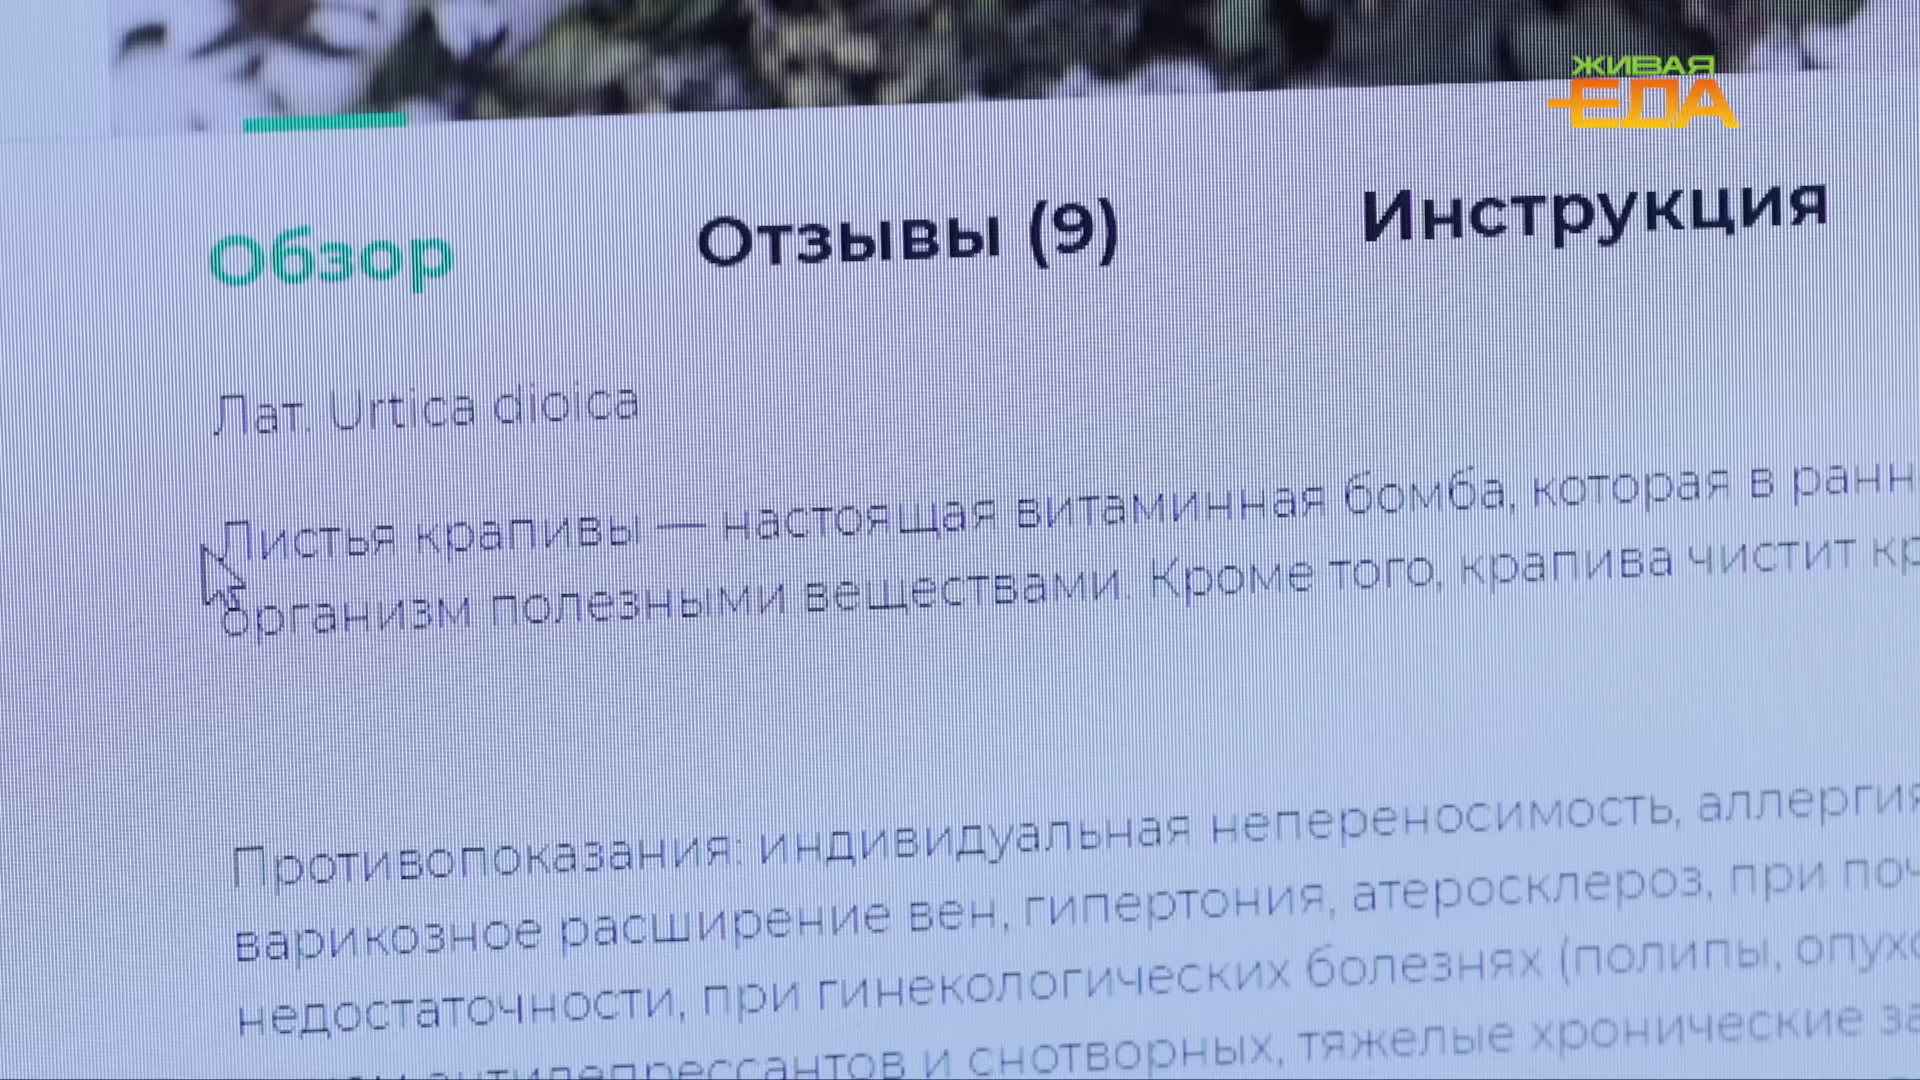 ЖИВАЯ
ЕДА
Обзор Отзывы (9) Инструкция
Лат. Urtica dioica
Листья крапивы — настоящая витаминная бомба, которая в ранн
организм полезными веществами. Кроме того, крапива чистит кр
Противопоказания: индивидуальная непереносимость, аллергия
варикозное расширение вен, гипертония, атеросклероз, при поч
недостаточности, при гинекологических болезнях (полипы, опухо
антидепрессантов и снотворных, тяжелые хронические за